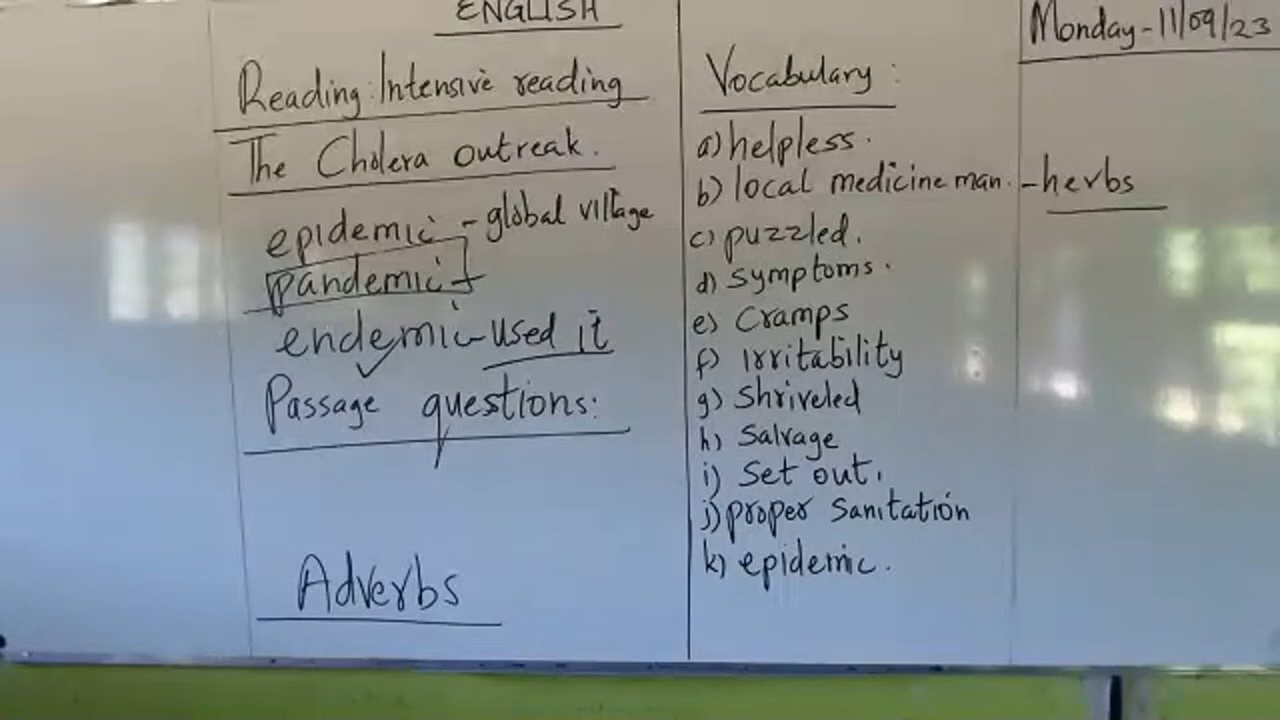 ENGLISH
Monday-11/09/23
Reading: Intensive reading
The Cholera outreak.
epidemic - global village
pandemic
endemic - used it
Passage questions:
Adverbs
Vocabulary:
a) helpless.
b) local medicine man. - herbs
c) puzzled.
d) symptoms.
e) Cramps
f) Irritability
g) Shriveled
h) Salvage
i) Set out.
j) proper Sanitation
k) epidemic.